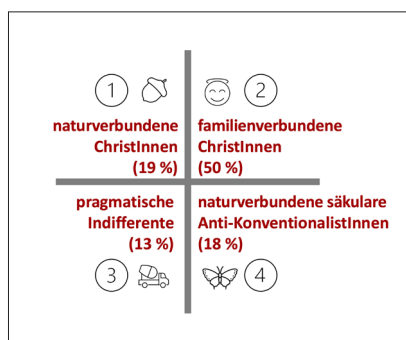 1
2
naturverbundene
ChristInnen
(19 %)
familienverbundene
ChristInnen
(50 %)
pragmatische
Indifferente
(13 %)
naturverbundene säkulare
Anti-KonventionalistInnen
(18 %)
3
4